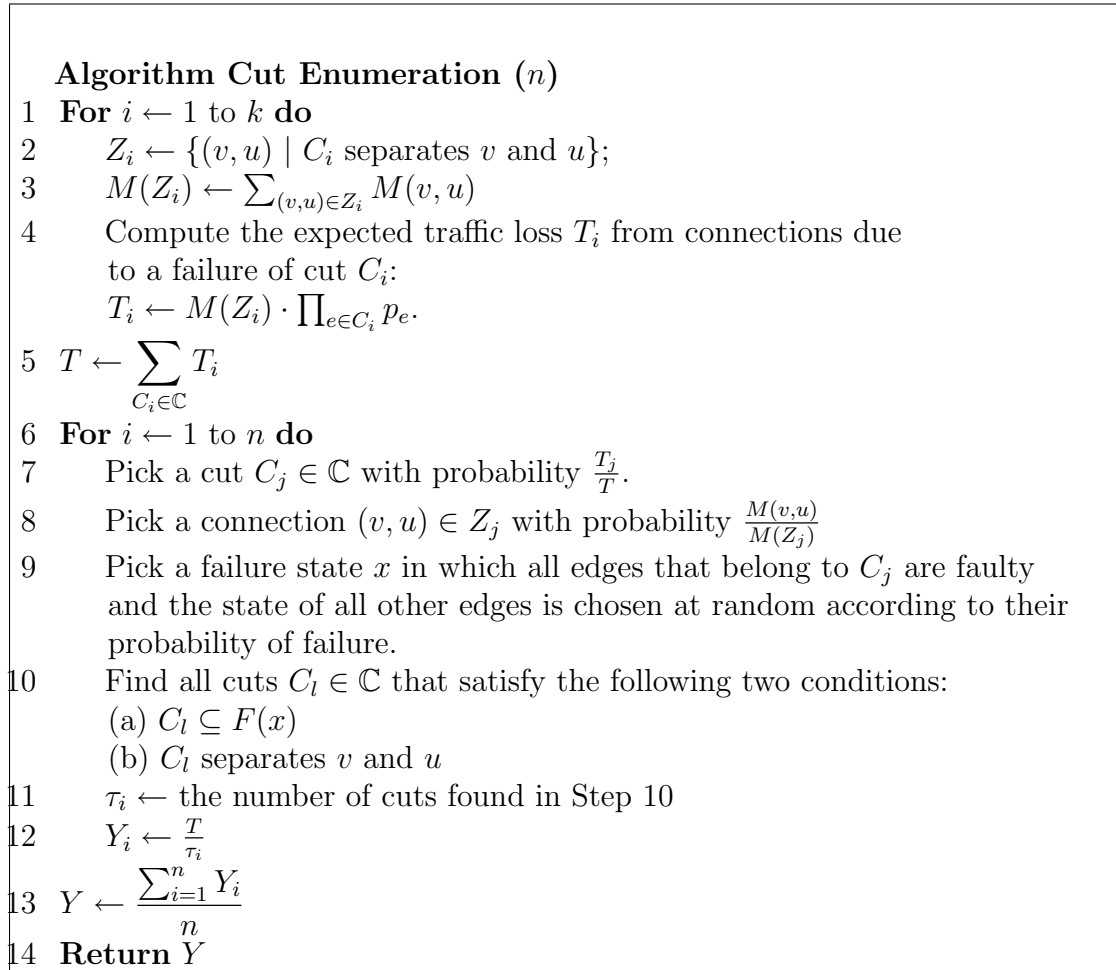 Algorithm Cut Enumeration (n)
1 For i ← 1 to k do
2 Z_i ← {(v, u) | C_i separates v and u};
3 M(Z_i) ← ∑_{(v,u)∈Z_i} M(v, u)
4 Compute the expected traffic loss T_i from connections due
to a failure of cut C_i:
T_i ← M(Z_i) · ∏_{e∈C_i} p_e.
5 T ← ∑_{C_i∈ℂ} T_i
6 For i ← 1 to n do
7 Pick a cut C_j ∈ ℂ with probability T_j/T.
8 Pick a connection (v, u) ∈ Z_j with probability M(v,u)/M(Z_j)
9 Pick a failure state x in which all edges that belong to C_j are faulty
and the state of all other edges is chosen at random according to their
probability of failure.
10 Find all cuts C_l ∈ ℂ that satisfy the following two conditions:
(a) C_l ⊆ F(x)
(b) C_l separates v and u
11 τ_i ← the number of cuts found in Step 10
12 Y_i ← T/τ_i
13 Y ← ∑_{i=1}^{n} Y_i / n
14 Return Y